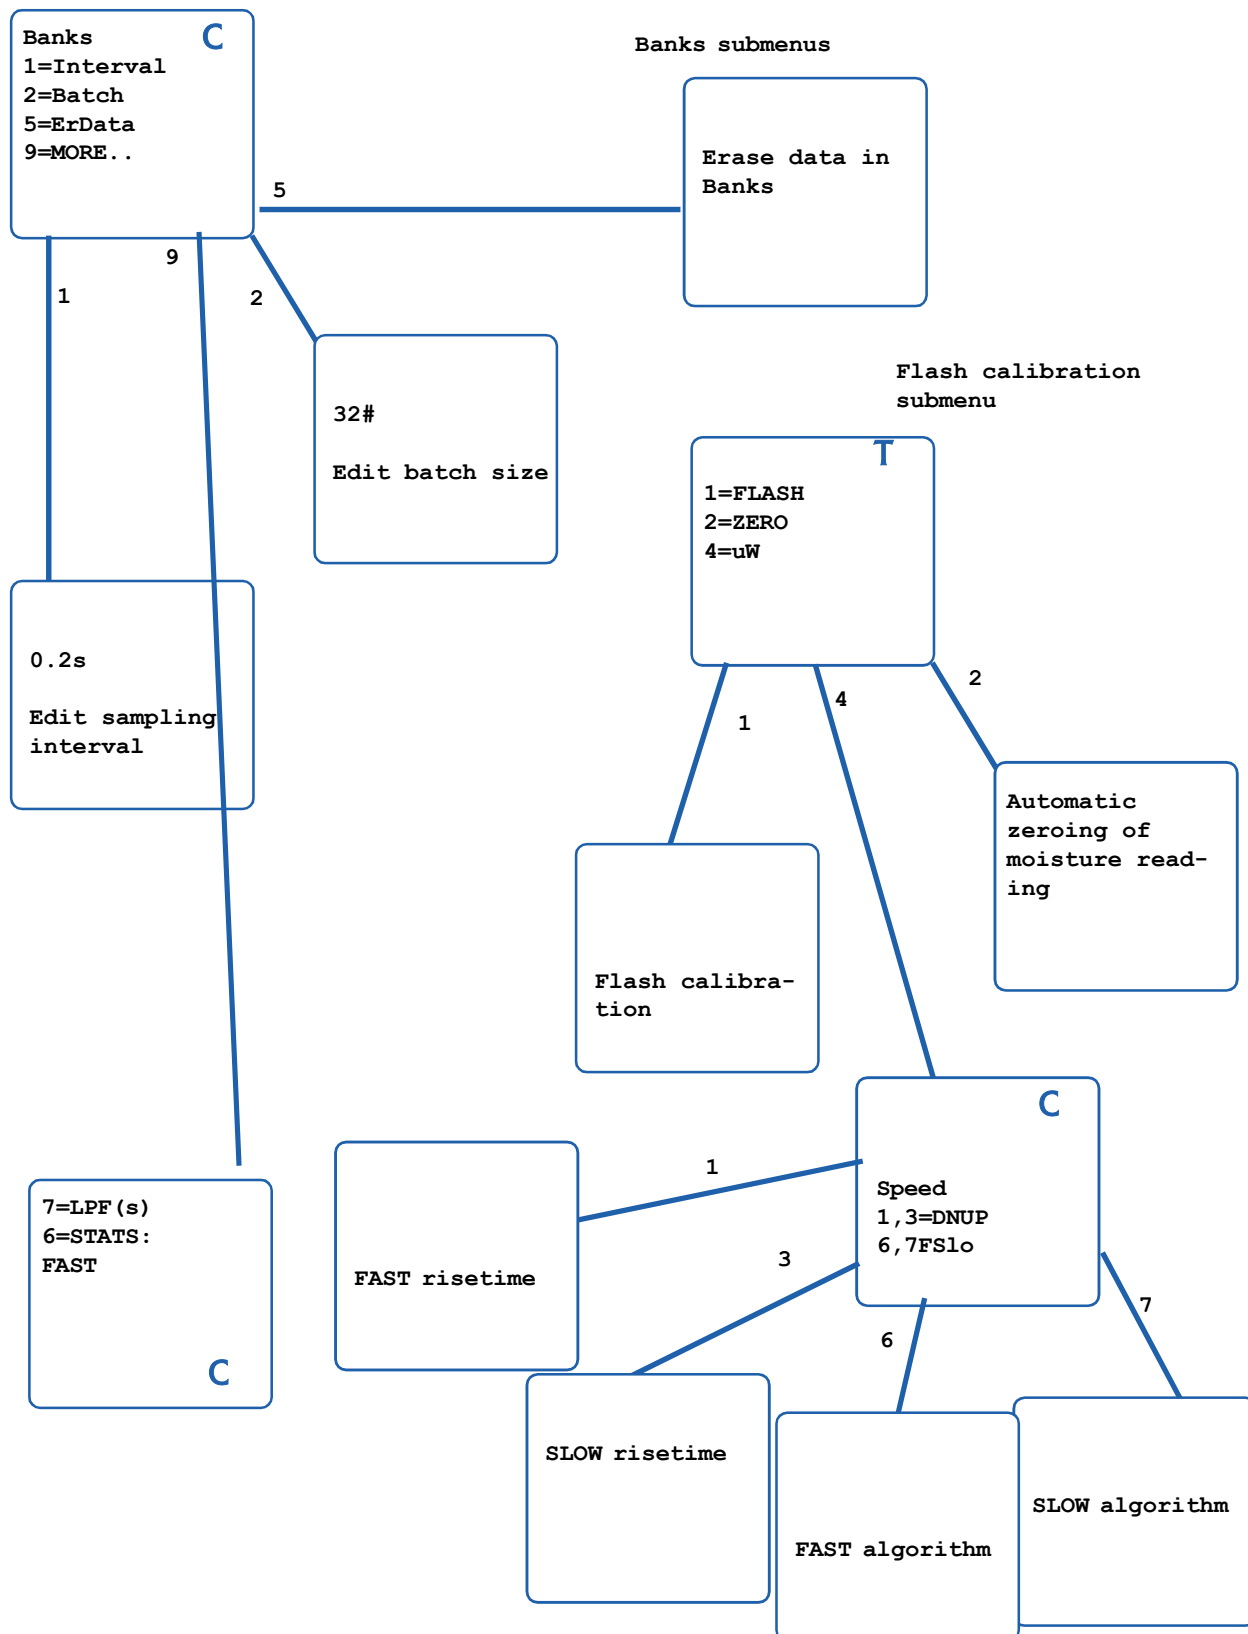 Banks C
1=Interval
2=Batch
5=ErData
9=MORE..
Banks submenus
Erase data in
Banks
5
9
1
2
32#
Edit batch size
Flash calibration
submenu
T
1=FLASH
2=ZERO
4=uW
0.2s
Edit sampling
interval
1
4
2
Automatic
zeroing of
moisture read-
ing
Flash calibra-
tion
C
Speed
1,3=DNUP
6,7FSlo
1
3
6
7
7=LPF(s)
6=STATS:
FAST
C
FAST risetime
SLOW risetime
FAST algorithm
SLOW algorithm